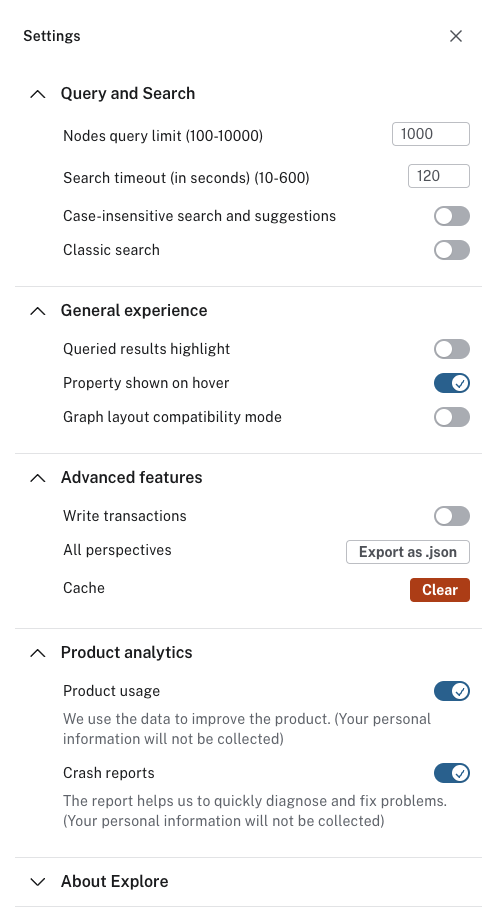 Settings
Query and Search
Nodes query limit (100-10000) 1000
Search timeout (in seconds) (10-600) 120
Case-insensitive search and suggestions
Classic search
General experience
Queried results highlight
Property shown on hover
Graph layout compatibility mode
Advanced features
Write transactions
All perspectives Export as .json
Cache Clear
Product analytics
Product usage
We use the data to improve the product. (Your personal
information will not be collected)
Crash reports
The report helps us to quickly diagnose and fix problems.
(Your personal information will not be collected)
About Explore